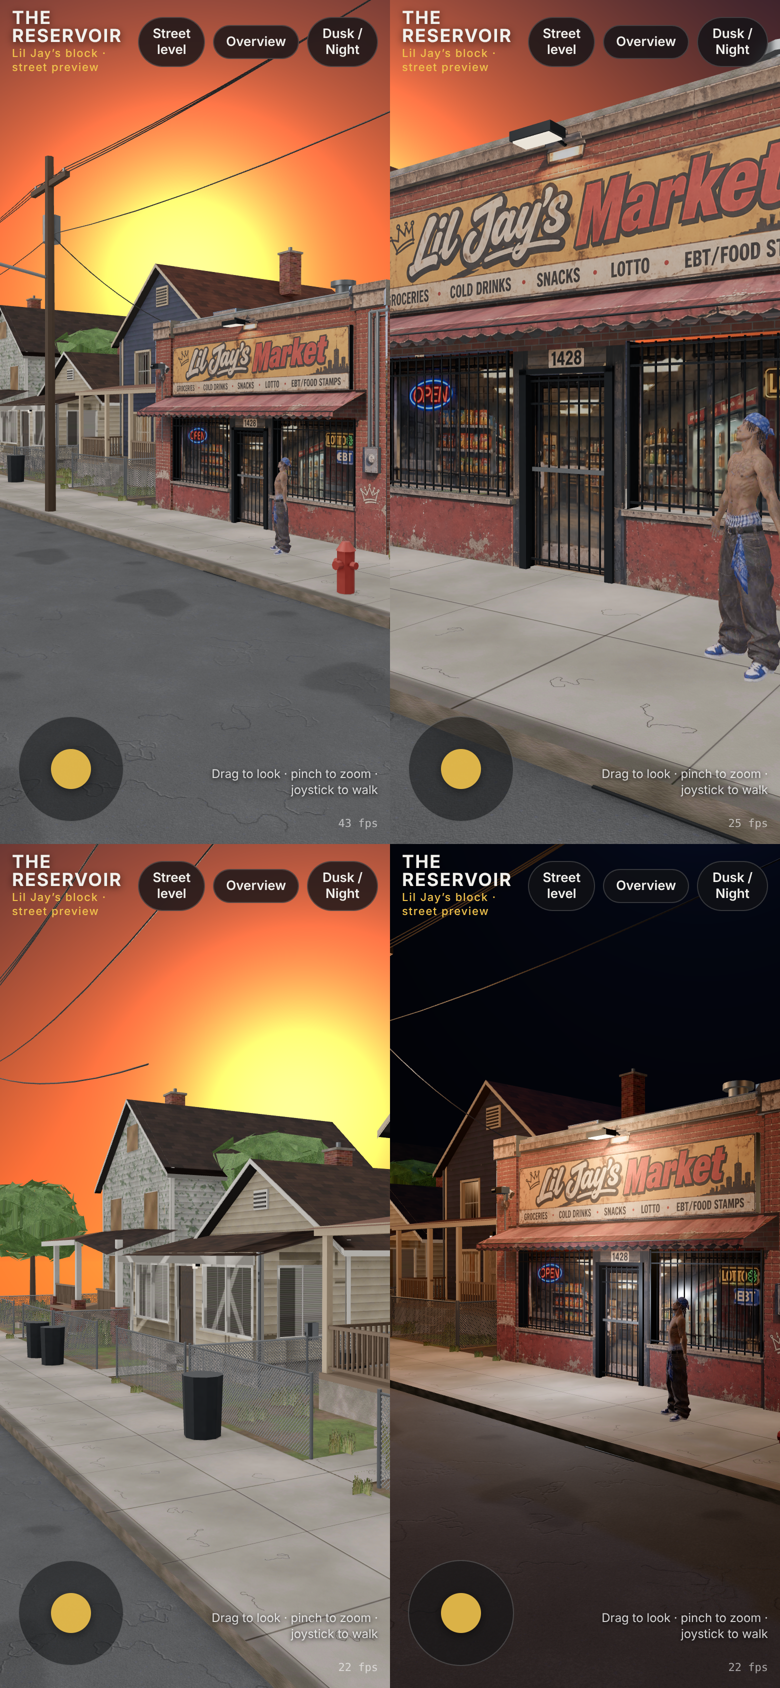 THE
RESERVOIR
Lil Jay's block ·
street preview
Street
level
Overview
Dusk /
Night
Lil Jay's Market
GROCERIES • COLD DRINKS • SNACKS • LOTTO • EBT/FOOD STAMPS
1428
OPEN
LOTTO
EBT
Drag to look · pinch to zoom ·
joystick to walk
43 fps
THE
RESERVOIR
Lil Jay's block ·
street preview
Street
level
Overview
Dusk /
Night
Lil Jay's Market
ROCERIES • COLD DRINKS • SNACKS • LOTTO • EBT/FOOD ST
1428
OPEN
L
Drag to look · pinch to zoom ·
joystick to walk
25 fps
THE
RESERVOIR
Lil Jay's block ·
street preview
Street
level
Overview
Dusk /
Night
Drag to look · pinch to zoom ·
joystick to walk
22 fps
THE
RESERVOIR
Lil Jay's block ·
street preview
Street
level
Overview
Dusk /
Night
Lil Jay's Market
GROCERIES • COLD DRINKS • SNACKS • LOTTO • EBT/FOOD STAMPS
1428
OPEN
LOTTO
EBT
Drag to look · pinch to zoom ·
joystick to walk
22 fps